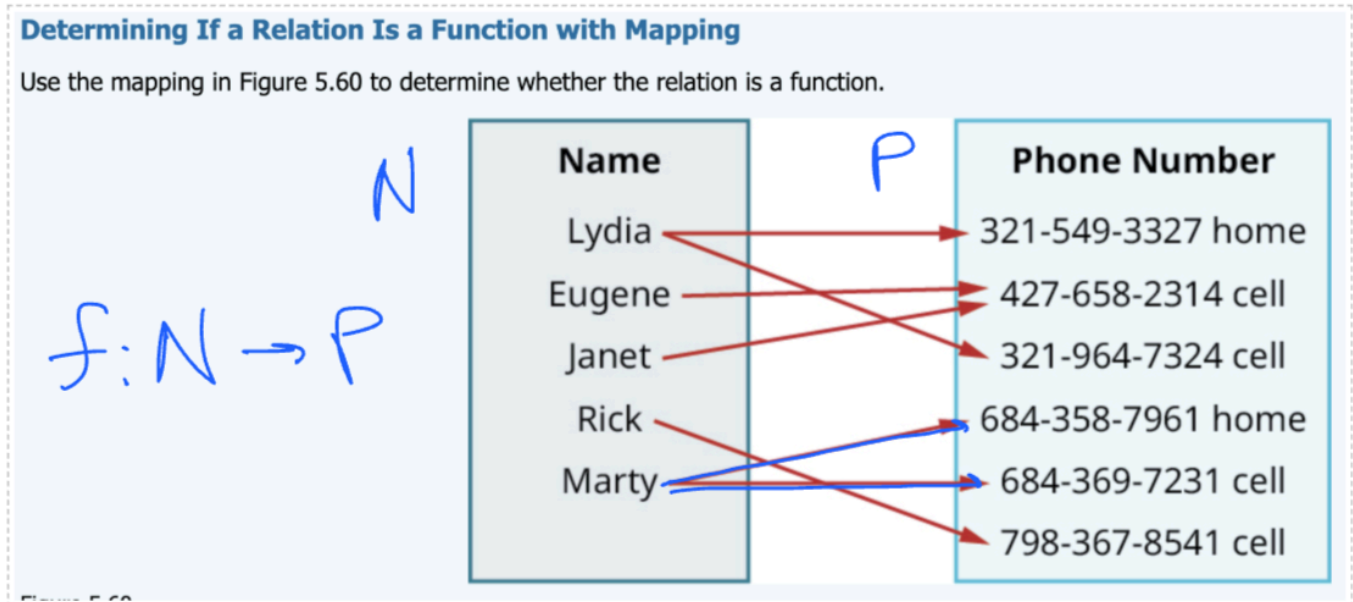 Determining If a Relation Is a Function with Mapping
Use the mapping in Figure 5.60 to determine whether the relation is a function.
N
P
f: N → P
Name
Lydia
Eugene
Janet
Rick
Marty
Phone Number
321-549-3327 home
427-658-2314 cell
321-964-7324 cell
684-358-7961 home
684-369-7231 cell
798-367-8541 cell